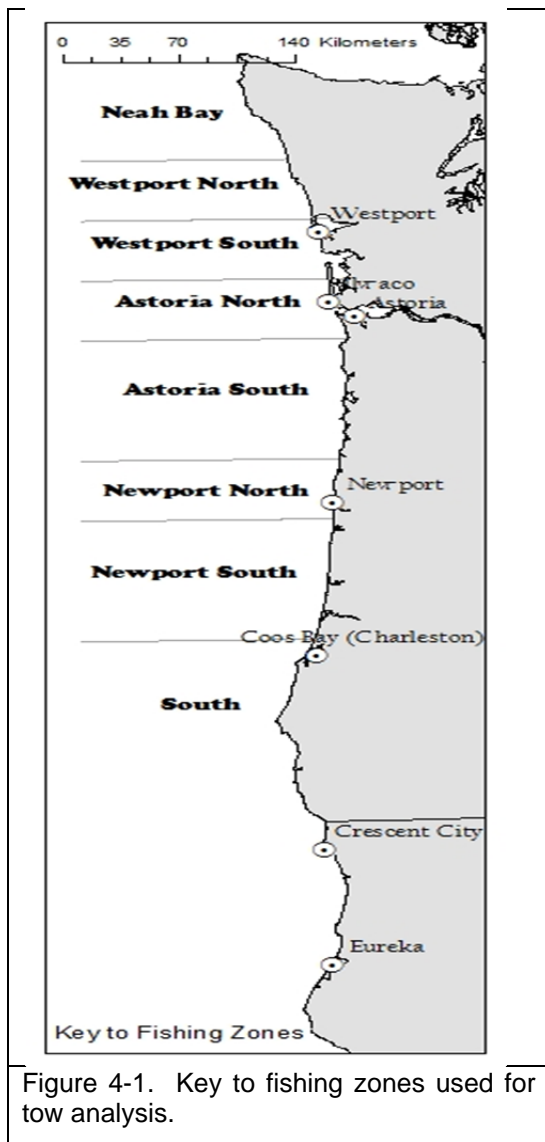 0 35 70 140 Kilometers
Neah Bay
Westport North
Westport
Westport South
Astoria North
Astoria
Astoria South
Newport North
Newport
Newport South
Coos Bay (Charleston)
South
Crescent City
Eureka
Key to Fishing Zones
Figure 4-1. Key to fishing zones used for
tow analysis.